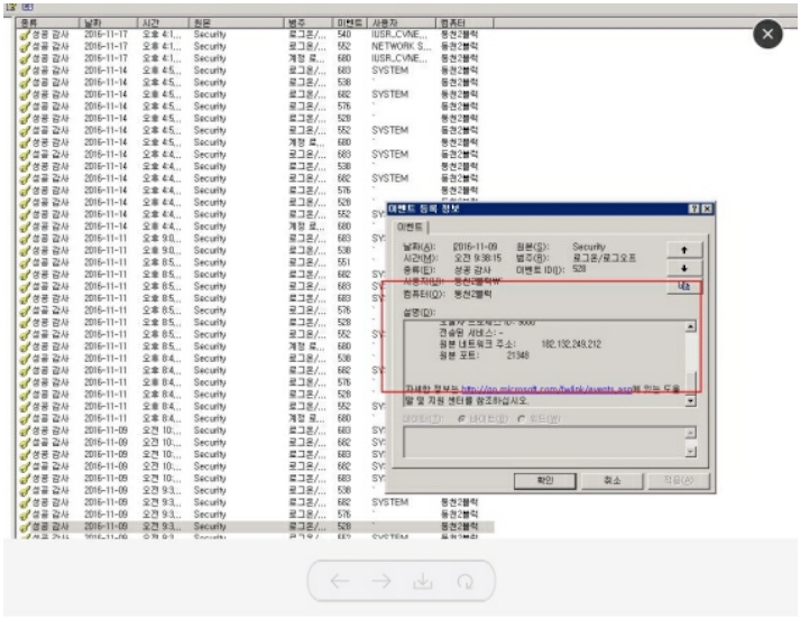 종류 날짜 시간 원본 범주 이벤트 사용자 컴퓨터
성공 감사 2016-11-17 오후 4:1,,, Security 로그온/,,, 540 IUSR_CVNE,,, 동천2블럭
성공 감사 2016-11-17 오후 4:1,,, Security 로그온/,,, 552 NETWORK S,,, 동천2블럭
성공 감사 2016-11-17 오후 4:1,,, Security 계정 로,,, 680 IUSR_CVNE,,, 동천2블럭
성공 감사 2016-11-14 오후 4:5,,, Security 로그온/,,, 683 SYSTEM 동천2블럭
성공 감사 2016-11-14 오후 4:5,,, Security 로그온/,,, 538 동천2블럭
성공 감사 2016-11-14 오후 4:5,,, Security 로그온/,,, 682 SYSTEM 동천2블럭
성공 감사 2016-11-14 오후 4:5,,, Security 로그온/,,, 576 동천2블럭
성공 감사 2016-11-14 오후 4:5,,, Security 로그온/,,, 528 동천2블럭
성공 감사 2016-11-14 오후 4:5,,, Security 로그온/,,, 552 SYSTEM 동천2블럭
성공 감사 2016-11-14 오후 4:5,,, Security 계정 로,,, 680 동천2블럭
성공 감사 2016-11-14 오후 4:4,,, Security 로그온/,,, 683 SYSTEM 동천2블럭
성공 감사 2016-11-14 오후 4:4,,, Security 로그온/,,, 538 동천2블럭
성공 감사 2016-11-14 오후 4:4,,, Security 로그온/,,, 682 SYSTEM 동천2블럭
성공 감사 2016-11-14 오후 4:4,,, Security 로그온/,,, 576 동천2블럭
성공 감사 2016-11-14 오후 4:4,,, Security 로그온/,,, 528
성공 감사 2016-11-14 오후 4:4,,, Security 로그온/,,, 552 SY
성공 감사 2016-11-14 오후 4:4,,, Security 계정 로,,, 680
성공 감사 2016-11-11 오후 9:0,,, Security 로그온/,,, 683 SY
성공 감사 2016-11-11 오후 9:0,,, Security 로그온/,,, 538
성공 감사 2016-11-11 오후 8:5,,, Security 로그온/,,, 551
성공 감사 2016-11-11 오후 8:5,,, Security 로그온/,,, 682 SY
성공 감사 2016-11-11 오후 8:5,,, Security 로그온/,,, 683 SY
성공 감사 2016-11-11 오후 8:5,,, Security 로그온/,,, 683 SY
성공 감사 2016-11-11 오후 8:5,,, Security 로그온/,,, 576
성공 감사 2016-11-11 오후 8:5,,, Security 로그온/,,, 528
성공 감사 2016-11-11 오후 8:5,,, Security 로그온/,,, 552 SY
성공 감사 2016-11-11 오후 8:5,,, Security 계정 로,,, 680
성공 감사 2016-11-11 오후 8:4,,, Security 로그온/,,, 538
성공 감사 2016-11-11 오후 8:4,,, Security 로그온/,,, 682 SY
성공 감사 2016-11-11 오후 8:4,,, Security 로그온/,,, 576
성공 감사 2016-11-11 오후 8:4,,, Security 로그온/,,, 528
성공 감사 2016-11-11 오후 8:4,,, Security 로그온/,,, 552 SY
성공 감사 2016-11-11 오후 8:4,,, Security 계정 로,,, 680
성공 감사 2016-11-09 오전 10:,,, Security 로그온/,,, 683 SY
성공 감사 2016-11-09 오전 10:,,, Security 로그온/,,, 682 SY
성공 감사 2016-11-09 오전 10:,,, Security 로그온/,,, 683 SY
성공 감사 2016-11-09 오전 10:,,, Security 로그온/,,, 682 SY
성공 감사 2016-11-09 오전 10:,,, Security 로그온/,,, 683 SY
성공 감사 2016-11-09 오전 9:3,,, Security 로그온/,,, 538
성공 감사 2016-11-09 오전 9:3,,, Security 로그온/,,, 682 SYSTEM 동천2블럭
성공 감사 2016-11-09 오전 9:3,,, Security 로그온/,,, 576 동천2블럭
성공 감사 2016-11-09 오전 9:3,,, Security 로그온/,,, 528 동천2블럭
이벤트 등록 정보
이벤트
날짜(A): 2016-11-09 원본(S): Security
시간(M): 오전 9:38:15 범주(R): 로그온/로그오프
종류(E): 성공 감사 이벤트 ID(I): 528
사용자(U): 동천2블럭₩
컴퓨터(O): 동천2블럭
설명(D):
전송된 서비스: -
원본 네트워크 주소: 182,132,249,212
원본 포트: 21348
자세한 정보는 http://go.microsoft.com/fwlink/events.asp에 있는 도움
말 및 지원 센터를 참조하십시오.
데이터(T): 바이트(B) 워드(W)
확인 취소 적용(A)